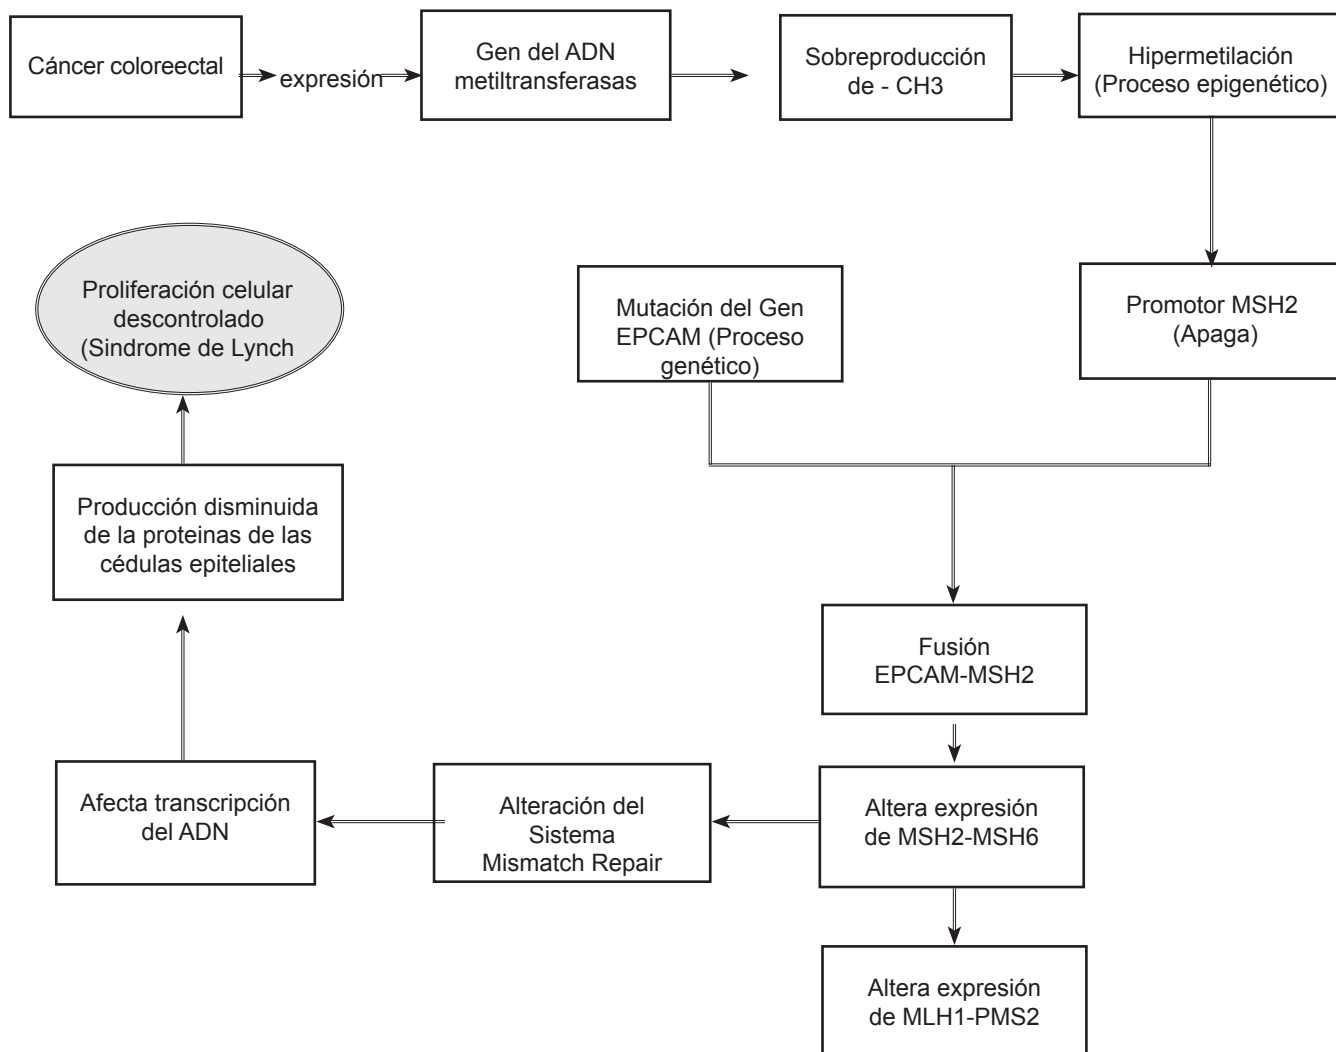 Cáncer coloreectal
expresión
Gen del ADN
metiltransferasas
Sobreproducción
de - CH3
Hipermetilación
(Proceso epigenético)
Promotor MSH2
(Apaga)
Mutación del Gen
EPCAM (Proceso
genético)
Fusión
EPCAM-MSH2
Altera expresión
de MSH2-MSH6
Altera expresión
de MLH1-PMS2
Alteración del
Sistema
Mismatch Repair
Afecta transcripción
del ADN
Producción disminuida
de la proteinas de las
cédulas epiteliales
Proliferación celular
descontrolado
(Sindrome de Lynch